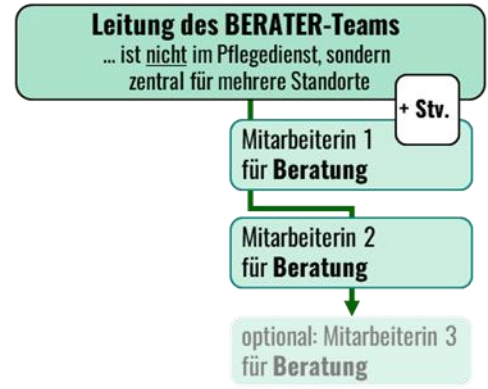 Leitung des BERATER-Teams
... ist nicht im Pflegedienst, sondern
zentral für mehrere Standorte
+ Stv.
Mitarbeiterin 1
für Beratung
Mitarbeiterin 2
für Beratung
optional: Mitarbeiterin 3
für Beratung